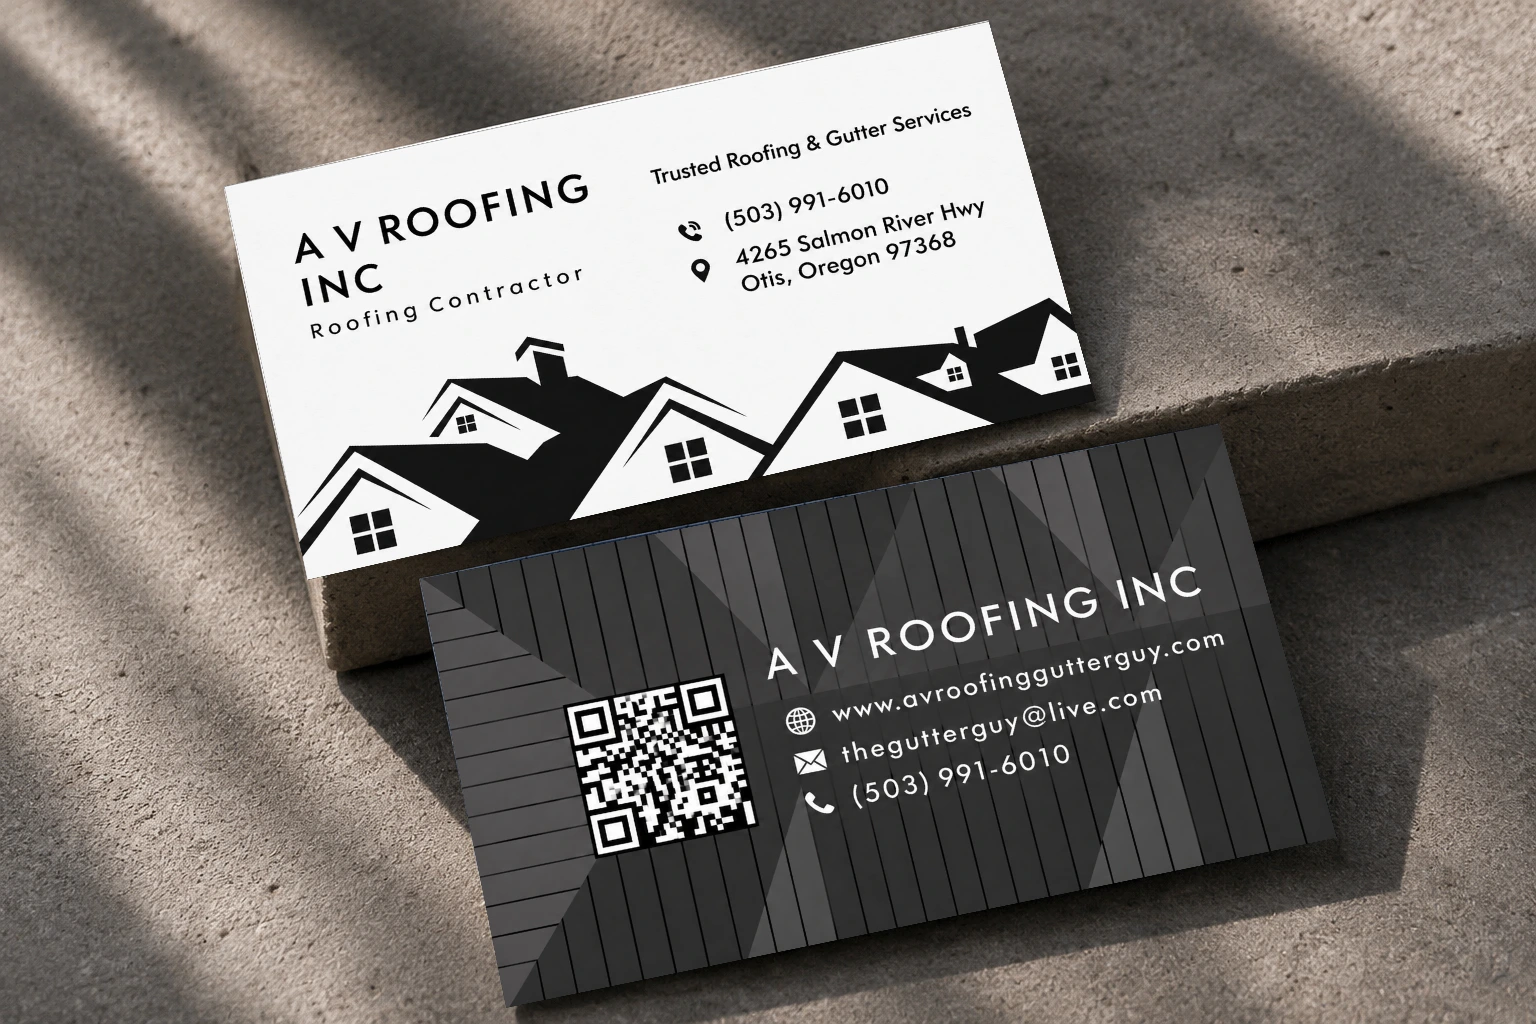 A V ROOFING
INC
Roofing Contractor
Trusted Roofing & Gutter Services
(503) 991-6010
4265 Salmon River Hwy
Otis, Oregon 97368
A V ROOFING INC
www.avroofinggutterguy.com
thegutterguy@live.com
(503) 991-6010